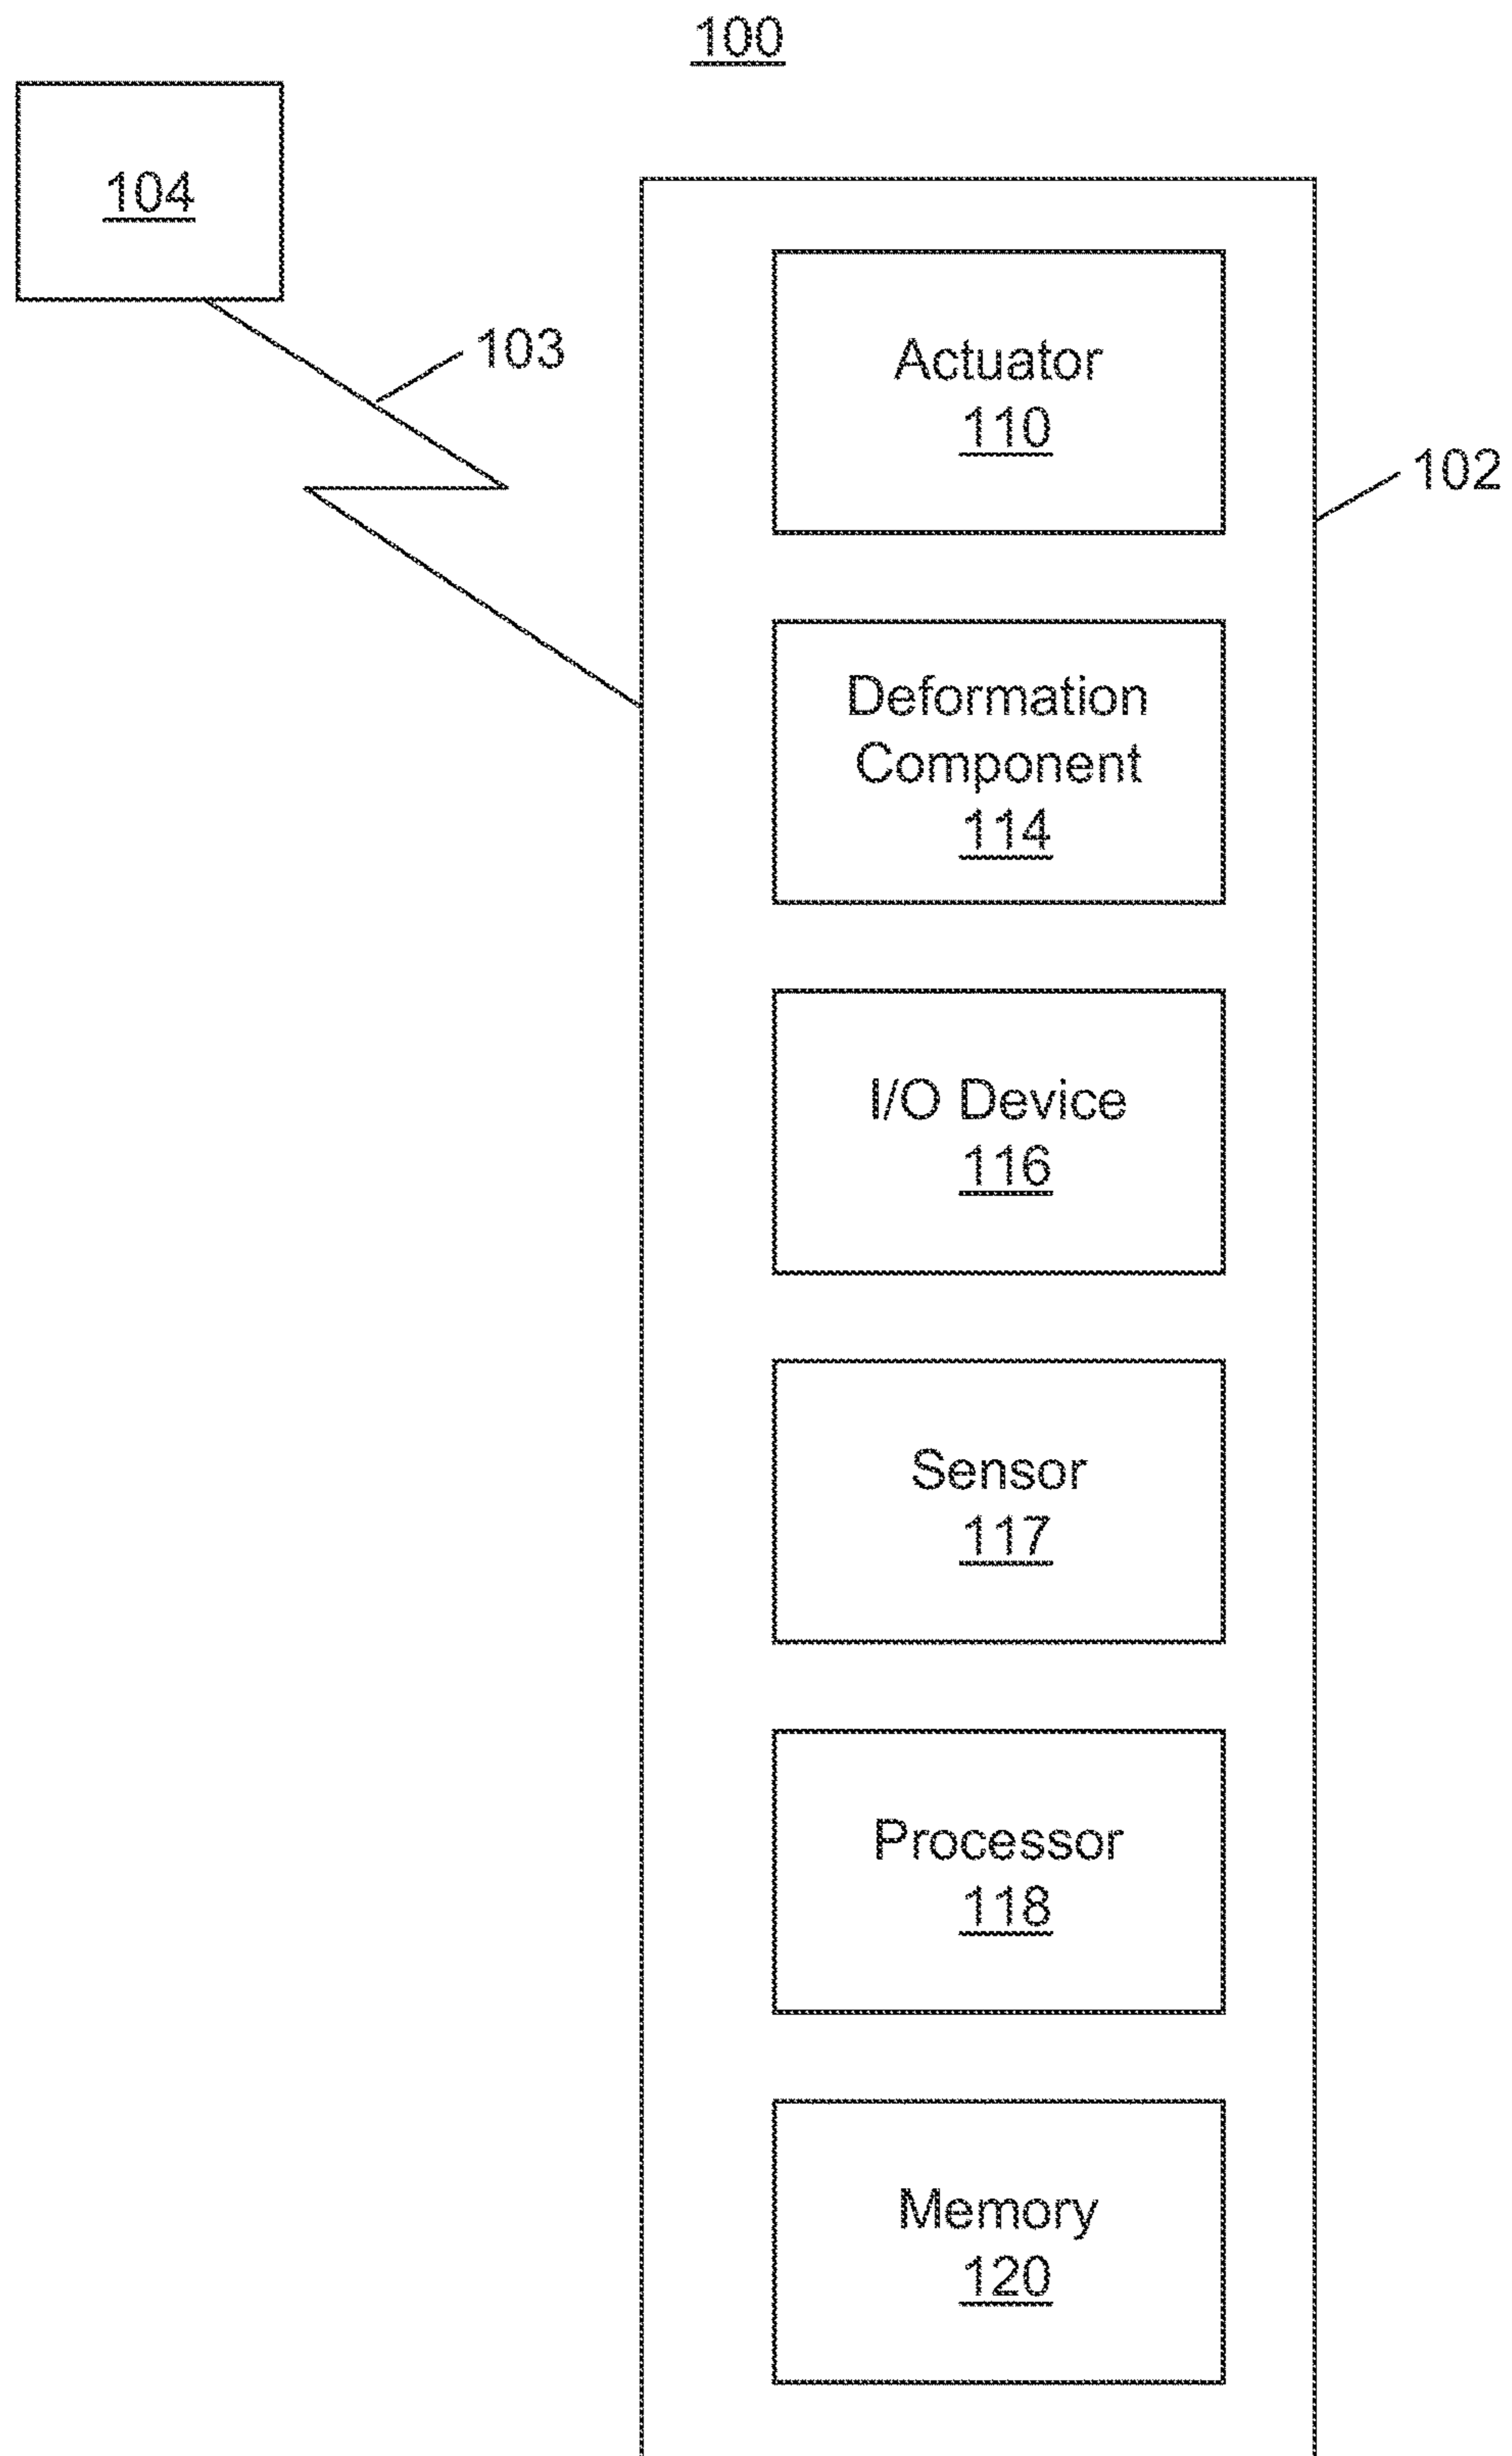 100
104
103
Actuator
110
102
Deformation
Component
114
I/O Device
116
Sensor
117
Processor
118
Memory
120